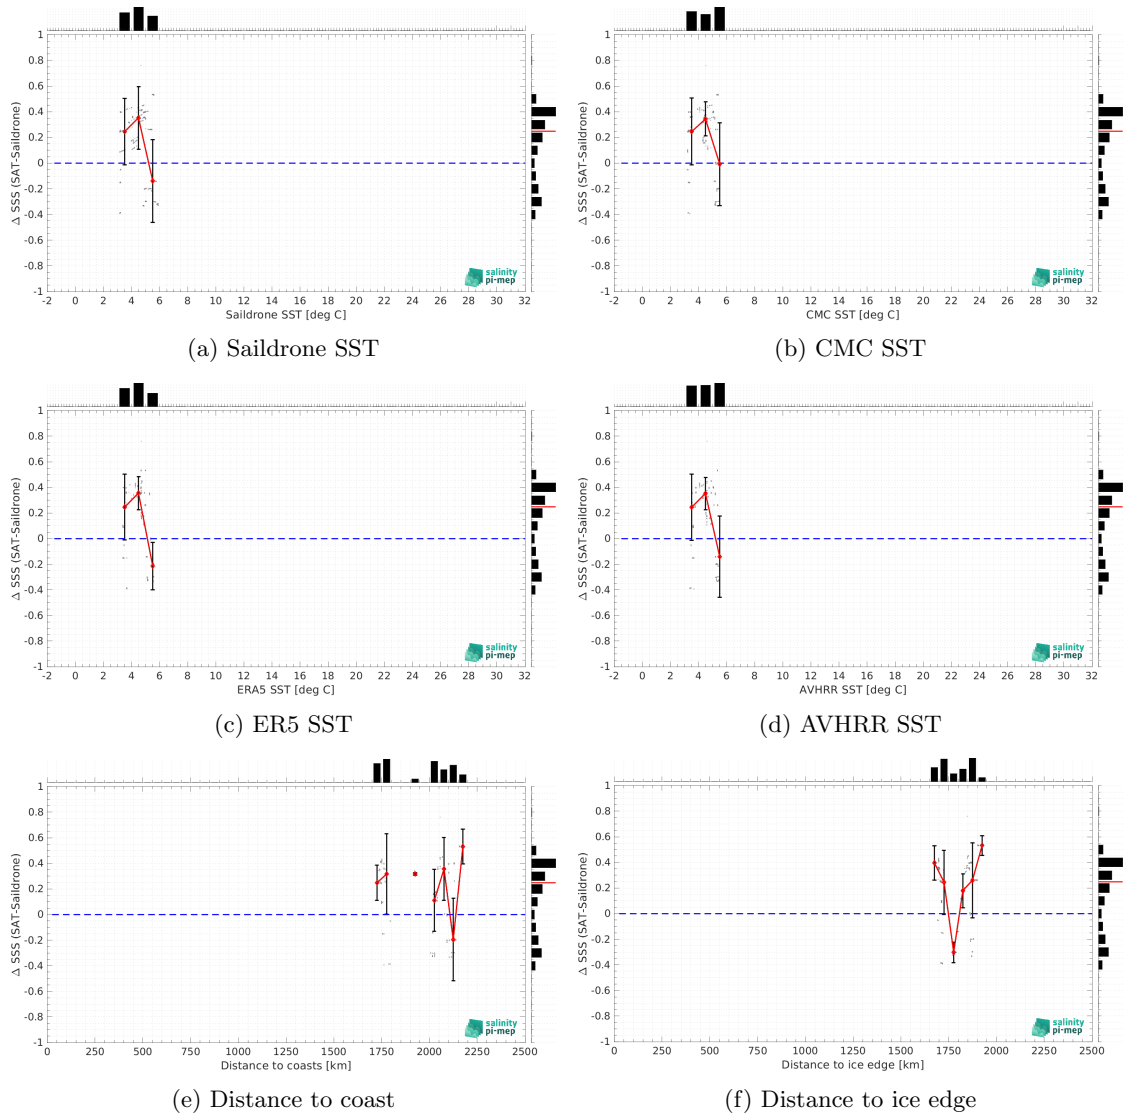 1
0.8
0.6
0.4
0.2
0
-0.2
-0.4
-0.6
-0.8
-1
Δ SSS (SAT-Saildrone)
-2 0 2 4 6 8 10 12 14 16 18 20 22 24 26 28 30 32
Saildrone SST [deg C]
salinity
pi-mep
(a) Saildrone SST
1
0.8
0.6
0.4
0.2
0
-0.2
-0.4
-0.6
-0.8
-1
Δ SSS (SAT-Saildrone)
-2 0 2 4 6 8 10 12 14 16 18 20 22 24 26 28 30 32
CMC SST [deg C]
salinity
pi-mep
(b) CMC SST
1
0.8
0.6
0.4
0.2
0
-0.2
-0.4
-0.6
-0.8
-1
Δ SSS (SAT-Saildrone)
-2 0 2 4 6 8 10 12 14 16 18 20 22 24 26 28 30 32
ERA5 SST [deg C]
salinity
pi-mep
(c) ER5 SST
1
0.8
0.6
0.4
0.2
0
-0.2
-0.4
-0.6
-0.8
-1
Δ SSS (SAT-Saildrone)
-2 0 2 4 6 8 10 12 14 16 18 20 22 24 26 28 30 32
AVHRR SST [deg C]
salinity
pi-mep
(d) AVHRR SST
1
0.8
0.6
0.4
0.2
0
-0.2
-0.4
-0.6
-0.8
-1
Δ SSS (SAT-Saildrone)
0 250 500 750 1000 1250 1500 1750 2000 2250 2500
Distance to coasts [km]
salinity
pi-mep
(e) Distance to coast
1
0.8
0.6
0.4
0.2
0
-0.2
-0.4
-0.6
-0.8
-1
Δ SSS (SAT-Saildrone)
0 250 500 750 1000 1250 1500 1750 2000 2250 2500
Distance to ice edge [km]
salinity
pi-mep
(f) Distance to ice edge